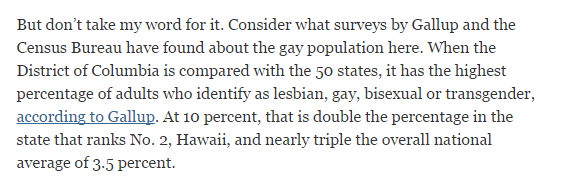 But don’t take my word for it. Consider what surveys by Gallup and the
Census Bureau have found about the gay population here. When the
District of Columbia is compared with the 50 states, it has the highest
percentage of adults who identify as lesbian, gay, bisexual or transgender,
according to Gallup. At 10 percent, that is double the percentage in the
state that ranks No. 2, Hawaii, and nearly triple the overall national
average of 3.5 percent.